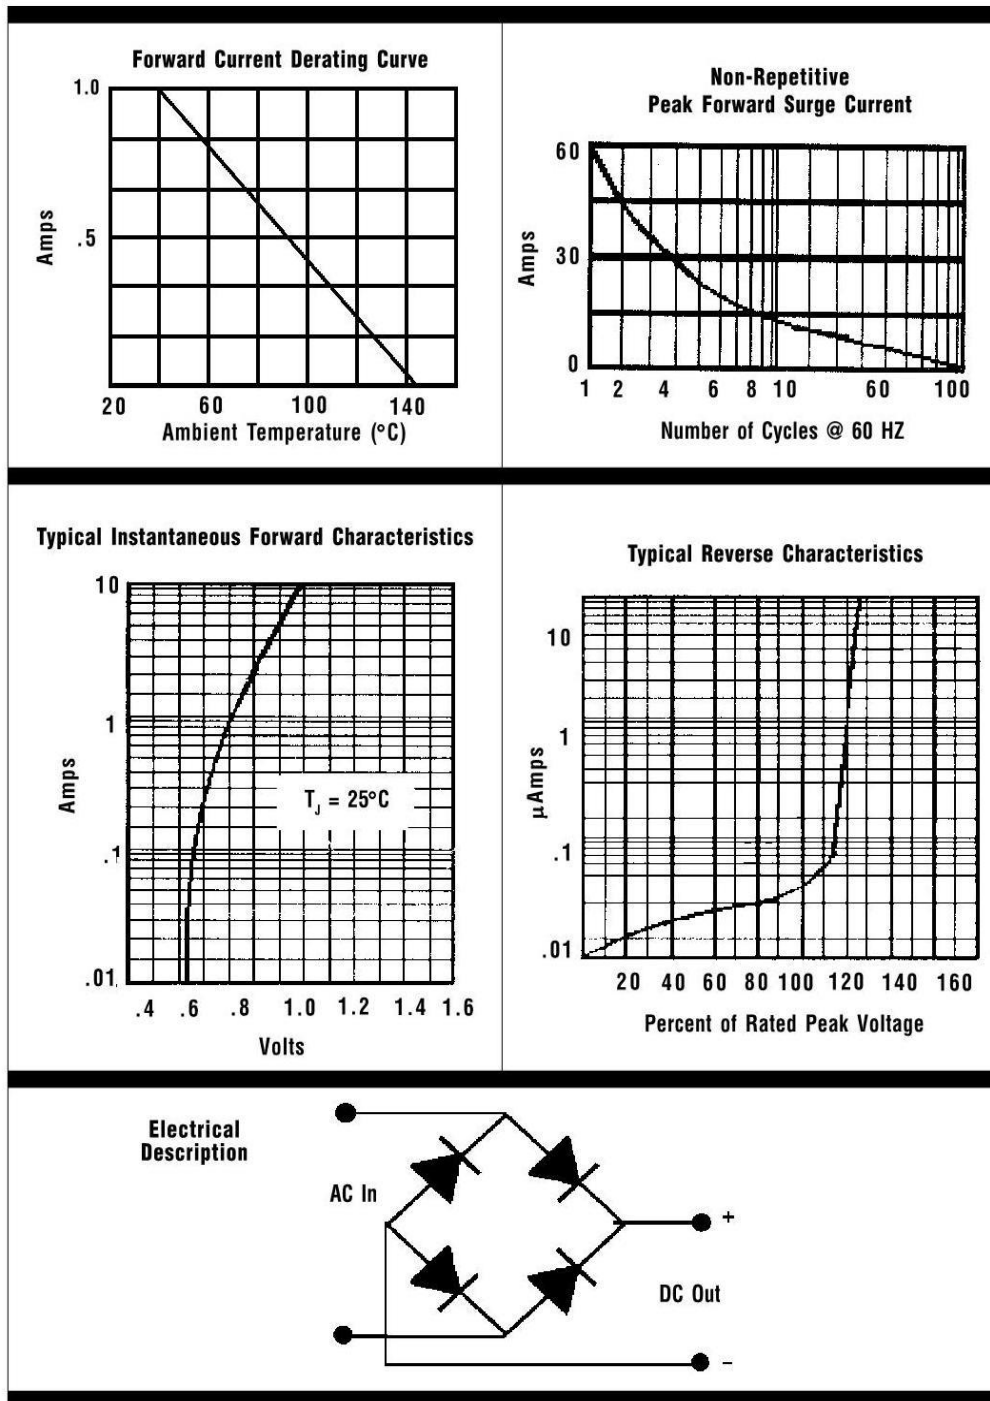 Forward Current Derating Curve
1.0
.5
Amps
20 60 100 140
Ambient Temperature (°C)
Non-Repetitive
Peak Forward Surge Current
60
30
0
Amps
1 2 4 6 8 10 60 100
Number of Cycles @ 60 HZ
Typical Instantaneous Forward Characteristics
10
1
.1
.01
Amps
TJ = 25°C
.4 .6 .8 1.0 1.2 1.4 1.6
Volts
Typical Reverse Characteristics
10
1
.1
.01
µAmps
20 40 60 80 100 120 140 160
Percent of Rated Peak Voltage
Electrical
Description
AC In
+
DC Out
−